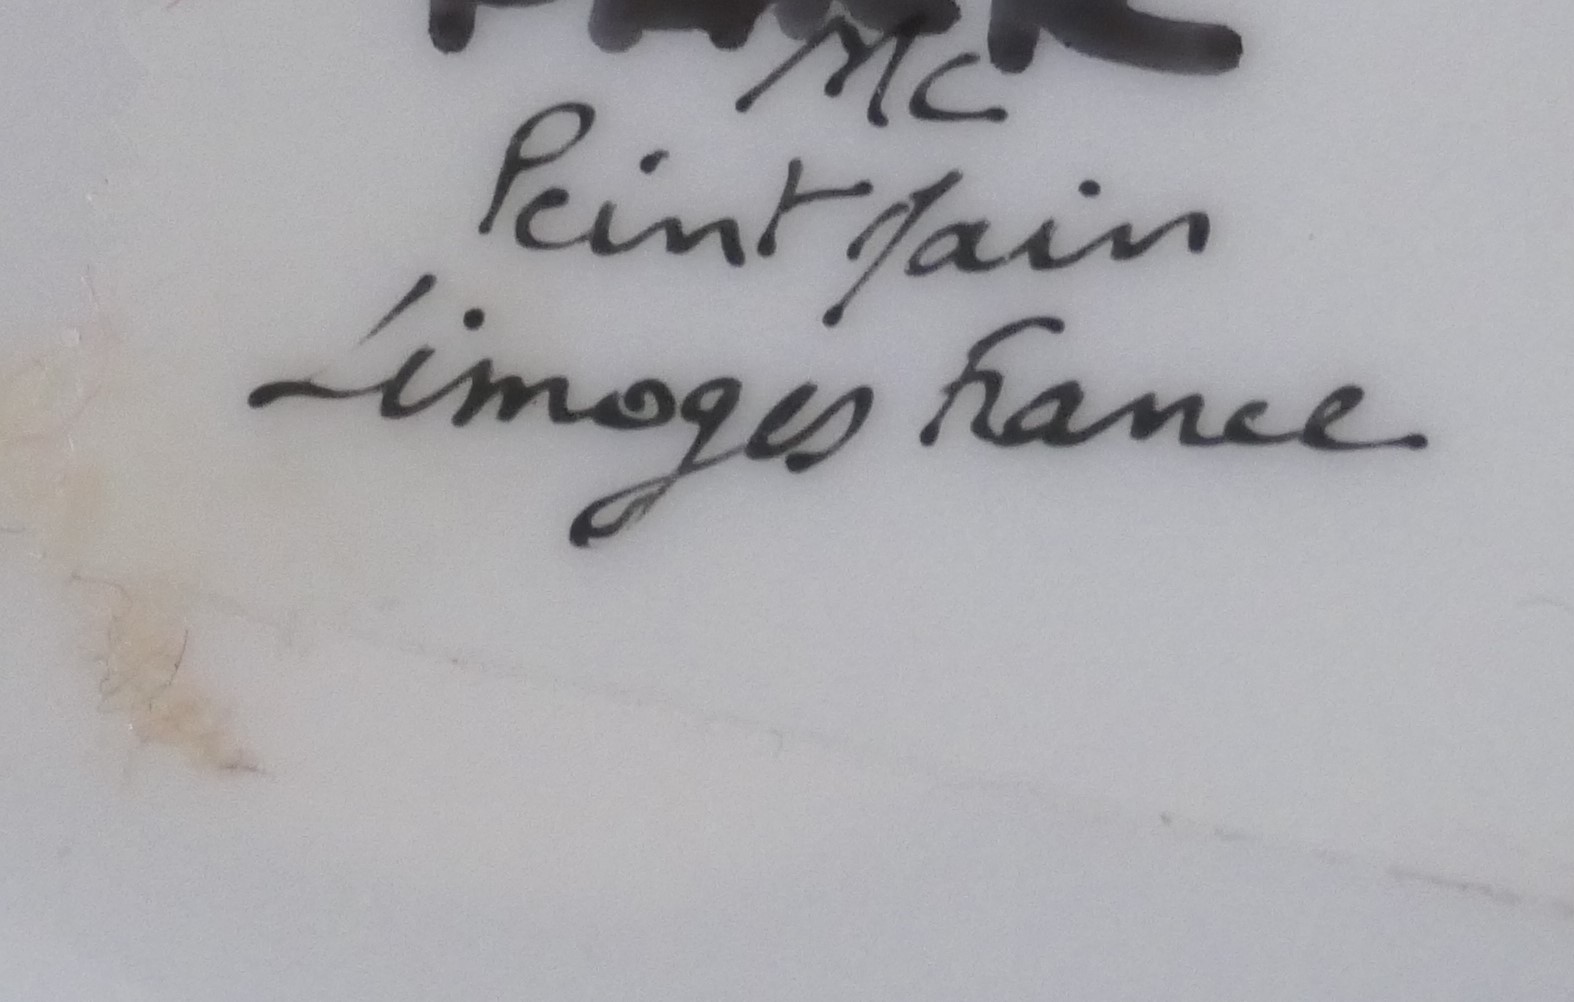 MC
Peint Main
Limoges France